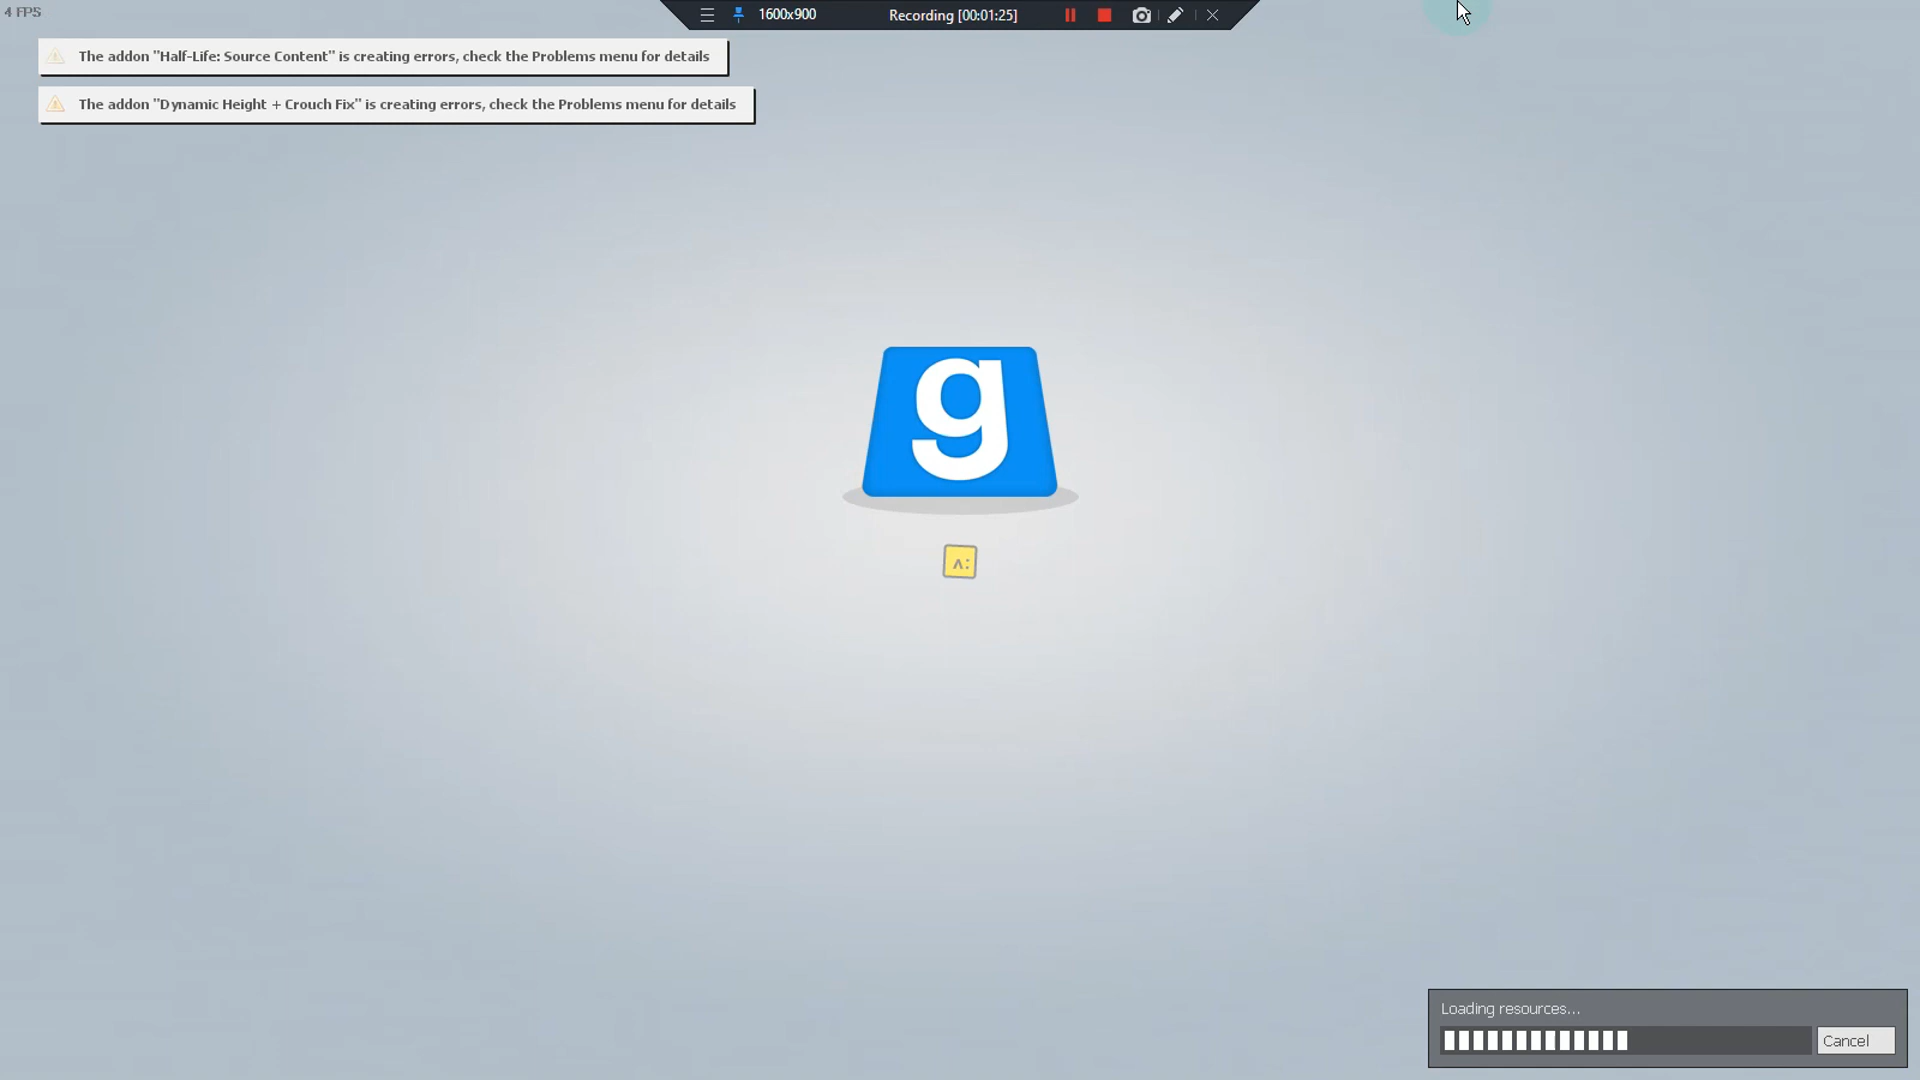 4 FPS
1600x900
Recording [00:01:25]
The addon "Half-Life: Source Content" is creating errors, check the Problems menu for details
The addon "Dynamic Height + Crouch Fix" is creating errors, check the Problems menu for details
g
Loading resources...
Cancel